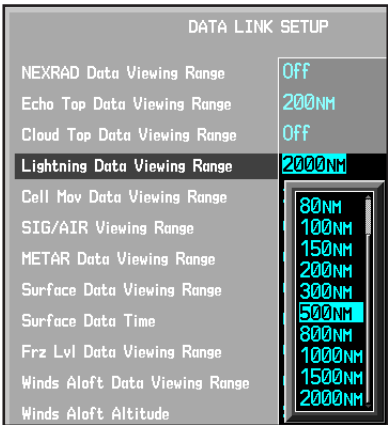 DATA LINK SETUP
NEXRAD Data Viewing Range Off
Echo Top Data Viewing Range 200NM
Cloud Top Data Viewing Range Off
Lightning Data Viewing Range 2000NM
Cell Mov Data Viewing Range
SIG/AIR Viewing Range
METAR Data Viewing Range
Surface Data Viewing Range
Surface Data Time
Frz Lvl Data Viewing Range
Winds Aloft Data Viewing Range
Winds Aloft Altitude
80NM
100NM
150NM
200NM
300NM
500NM
800NM
1000NM
1500NM
2000NM